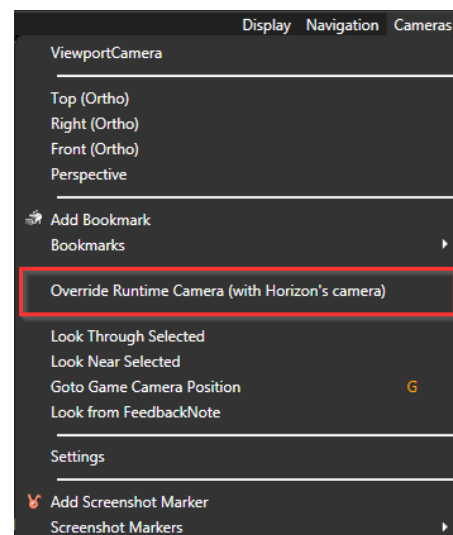 Display Navigation Cameras
ViewportCamera
Top (Ortho)
Right (Ortho)
Front (Ortho)
Perspective
Add Bookmark
Bookmarks
Override Runtime Camera (with Horizon's camera)
Look Through Selected
Look Near Selected
Goto Game Camera Position G
Look from FeedbackNote
Settings
Add Screenshot Marker
Screenshot Markers